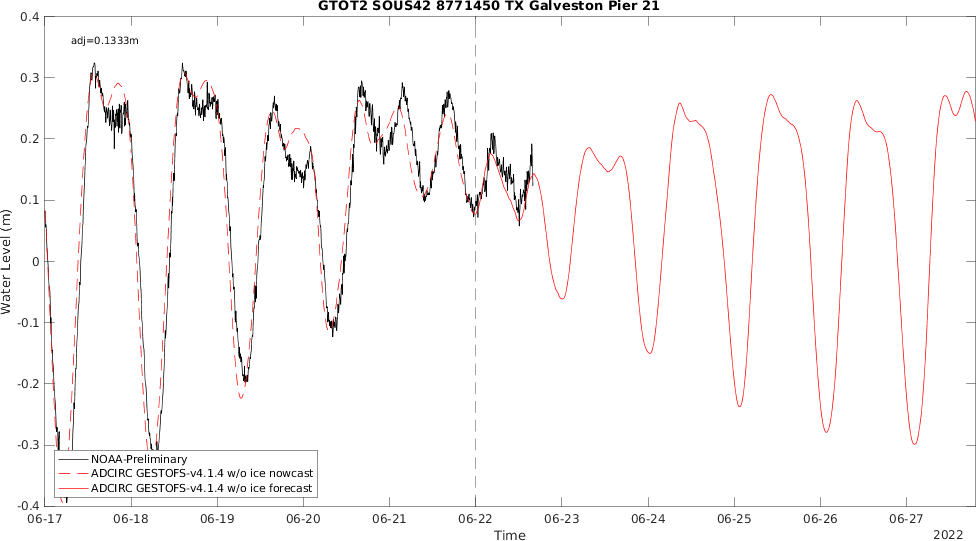 GTOT2 SOUS42 8771450 TX Galveston Pier 21
adj=0.1333m
0.4
0.3
0.2
0.1
0
-0.1
-0.2
-0.3
-0.4
Water Level (m)
NOAA-Preliminary
ADCIRC GESTOFS-v4.1.4 w/o ice nowcast
ADCIRC GESTOFS-v4.1.4 w/o ice forecast
06-17 06-18 06-19 06-20 06-21 06-22 06-23 06-24 06-25 06-26 06-27
Time
2022